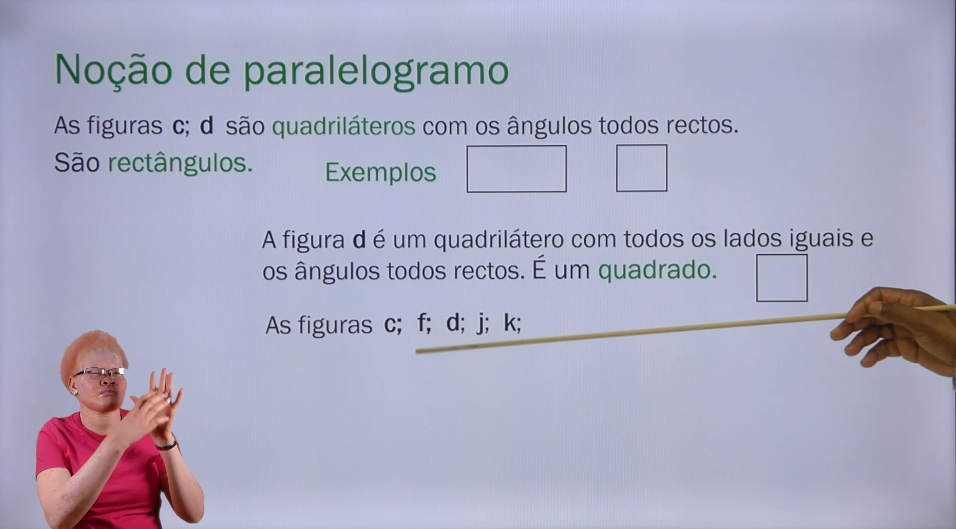 Noção de paralelogramo
As figuras c; d são quadriláteros com os ângulos todos rectos.
São rectângulos.
Exemplos
A figura d é um quadrilátero com todos os lados iguais e
os ângulos todos rectos. É um quadrado.
As figuras c; f; d; j; k;